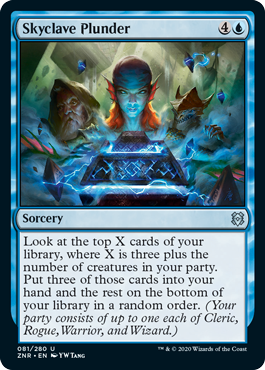 Skyclave Plunder 4
Sorcery
Look at the top X cards of your
library, where X is three plus the
number of creatures in your party.
Put three of those cards into your
hand and the rest on the bottom of
your library in a random order. (Your
party consists of up to one each of Cleric,
Rogue, Warrior, and Wizard.)
081/280 U
ZNR • EN YW TANG
™ & © 2020 Wizards of the Coast